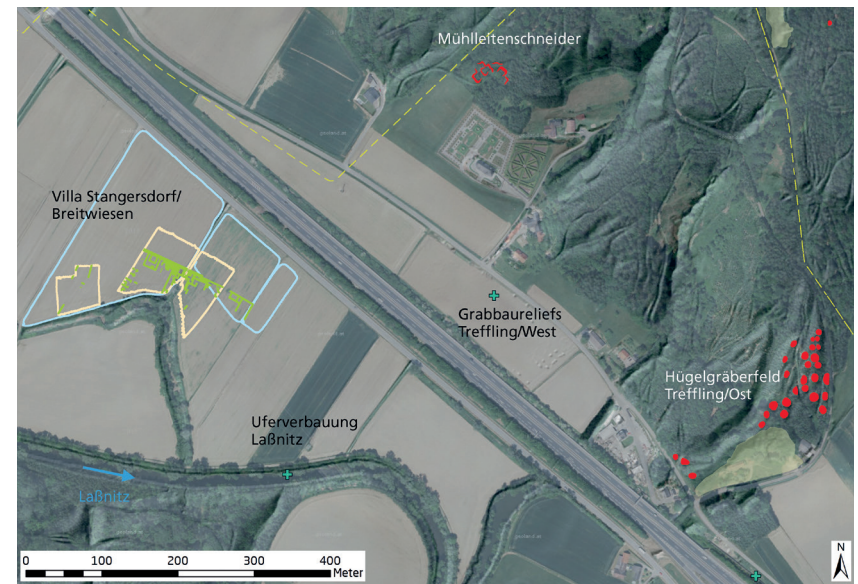 Mühlleitenschneider
Villa Stangersdorf/
Breitwiesen
Grabbaureliefs
Treffling/West
Hügelgräberfeld
Treffling/Ost
Uferverbauung
Laßnitz
Laßnitz
0 100 200 300 400
Meter
N